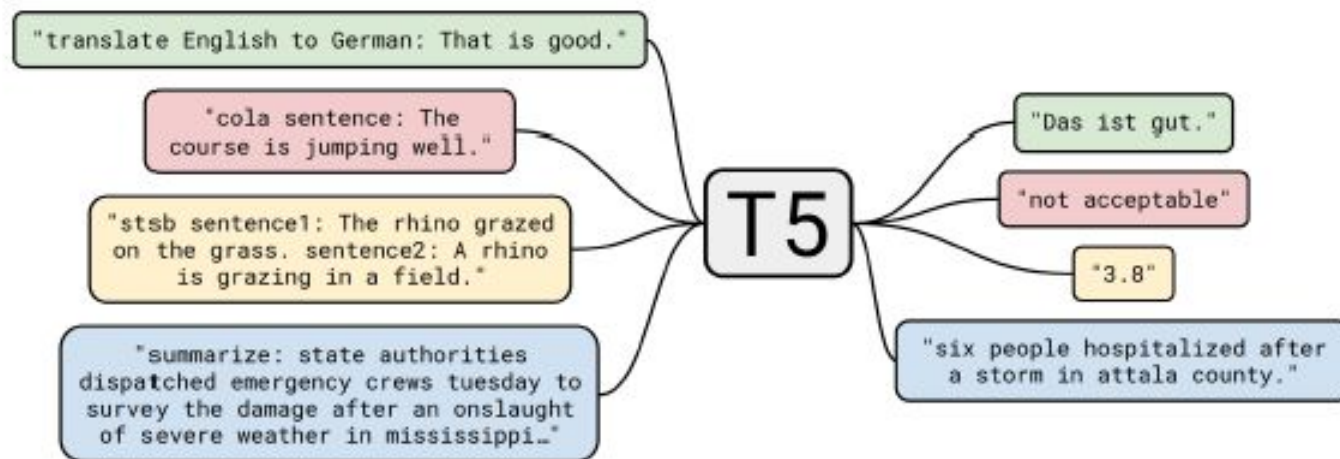 "translate English to German: That is good."
"cola sentence: The
course is jumping well."
"stsb sentence1: The rhino grazed
on the grass. sentence2: A rhino
is grazing in a field."
"summarize: state authorities
dispatched emergency crews tuesday to
survey the damage after an onslaught
of severe weather in mississippi…"
T5
"Das ist gut."
"not acceptable"
"3.8"
"six people hospitalized after
a storm in attala county."